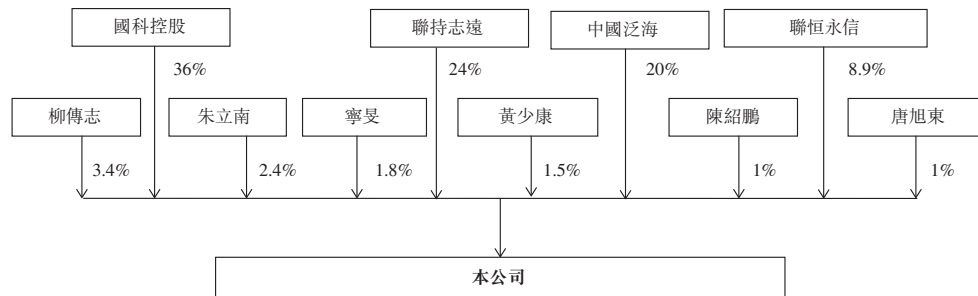 國科控股
聯持志遠
中國泛海
聯恒永信
36%
24%
20%
8.9%
柳傳志
朱立南
寧旻
黃少康
陳紹鵬
唐旭東
3.4%
2.4%
1.8%
1.5%
1%
1%
本公司